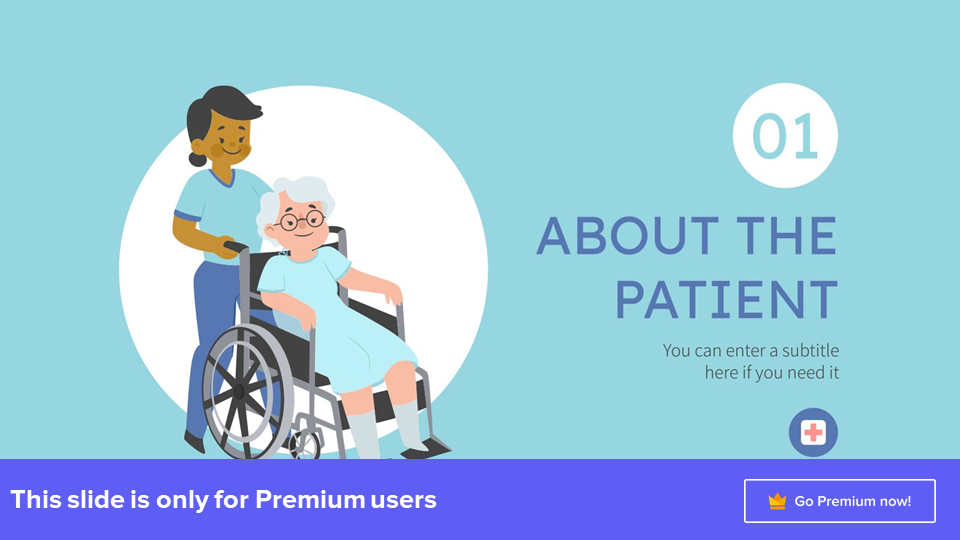 01
ABOUT THE
PATIENT
You can enter a subtitle
here if you need it
This slide is only for Premium users
Go Premium now!